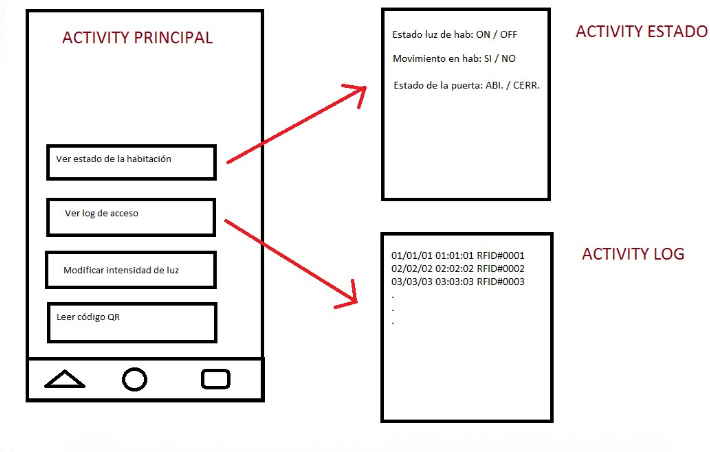 ACTIVITY PRINCIPAL
Ver estado de la habitación
Ver log de acceso
Modificar intensidad de luz
Leer código QR
Estado luz de hab: ON / OFF
Movimiento en hab: SI / NO
Estado de la puerta: ABI. / CERR.
ACTIVITY ESTADO
01/01/01 01:01:01 RFID#0001
02/02/02 02:02:02 RFID#0002
03/03/03 03:03:03 RFID#0003
.
.
.
ACTIVITY LOG